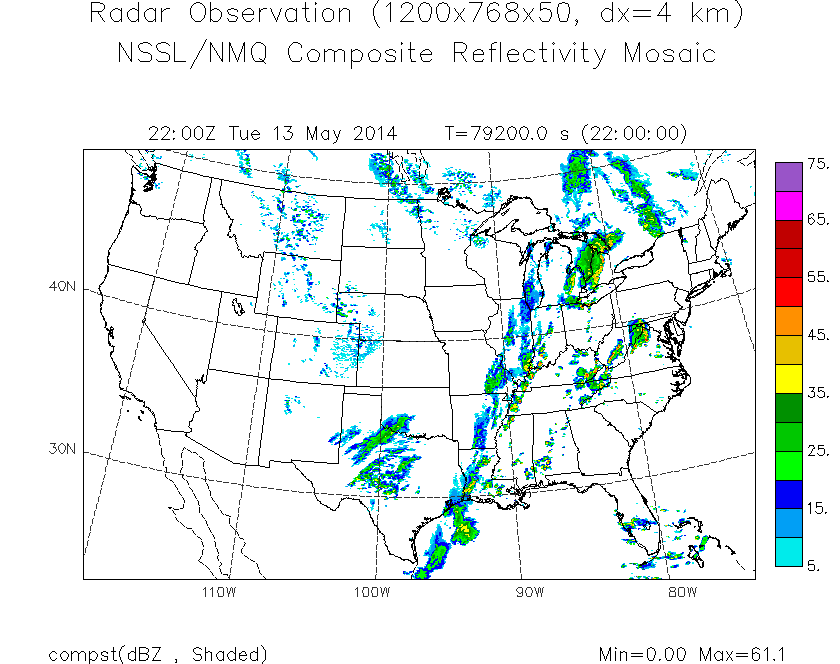 Radar Observation (1200x768x50, dx=4 km)
NSSL/NMQ Composite Reflectivity Mosaic
22:00Z Tue 13 May 2014 T=79200.0 s (22:00:00)
75.
65.
55.
45.
35.
25.
15.
5.
40N
30N
110W 100W 90W 80W
compst(dBZ , Shaded) Min=0.00 Max=61.1